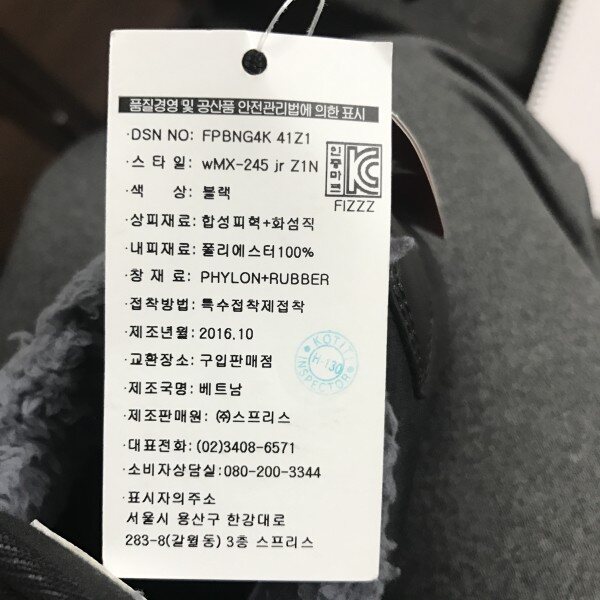 품질경영 및 공산품 안전관리법에 의한 표시
·DSN NO: FPBNG4K 41Z1
·스 타 일: wMX-245 jr Z1N
인증마크
FIZZZ
·색 상: 블랙
·상피재료: 합성피혁+화섬직
·내피재료: 폴리에스터100%
·창 재 료: PHYLON+RUBBER
·접착방법: 특수접착제접착
·제조년월: 2016.10
·교환장소: 구입판매점
·제조국명: 베트남
·제조판매원: ㈜스프리스
·대표전화: (02)3408-6571
·소비자상담실:080-200-3344
·표시자의주소
서울시 용산구 한강대로
283-8(갈월동) 3층 스프리스
KOTITI
H-130
INSPECTOR